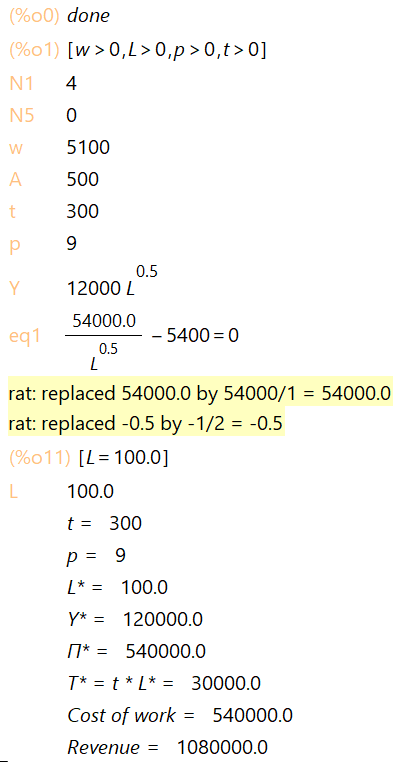 (%o0) done
(%o1) [w>0,L>0,p>0,t>0]
N1 4
N5 0
w 5100
A 500
t 300
p 9
Y 12000 L^0.5
eq1 54000.0/L^0.5 − 5400=0
rat: replaced 54000.0 by 54000/1 = 54000.0
rat: replaced -0.5 by -1/2 = -0.5
(%o11) [L=100.0]
L 100.0
t = 300
p = 9
L* = 100.0
Y* = 120000.0
Π* = 540000.0
T* = t * L* = 30000.0
Cost of work = 540000.0
Revenue = 1080000.0